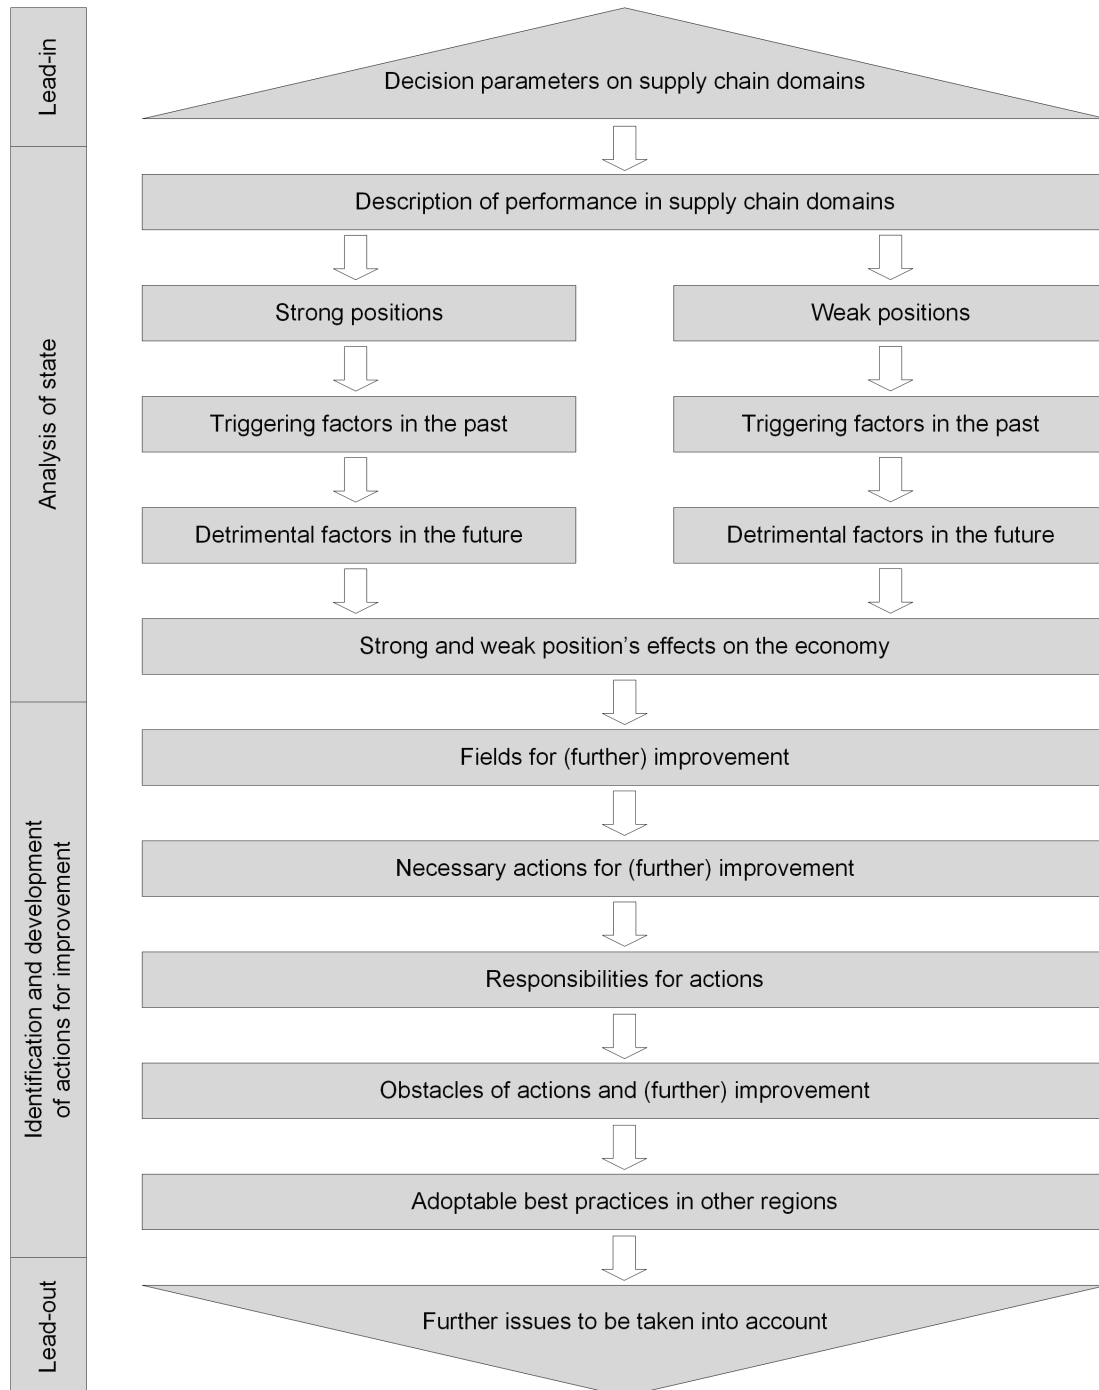 Lead-in
Decision parameters on supply chain domains
Analysis of state
Description of performance in supply chain domains
Strong positions
Weak positions
Triggering factors in the past
Triggering factors in the past
Detrimental factors in the future
Detrimental factors in the future
Strong and weak position’s effects on the economy
Identification and development
of actions for improvement
Fields for (further) improvement
Necessary actions for (further) improvement
Responsibilities for actions
Obstacles of actions and (further) improvement
Adoptable best practices in other regions
Lead-out
Further issues to be taken into account